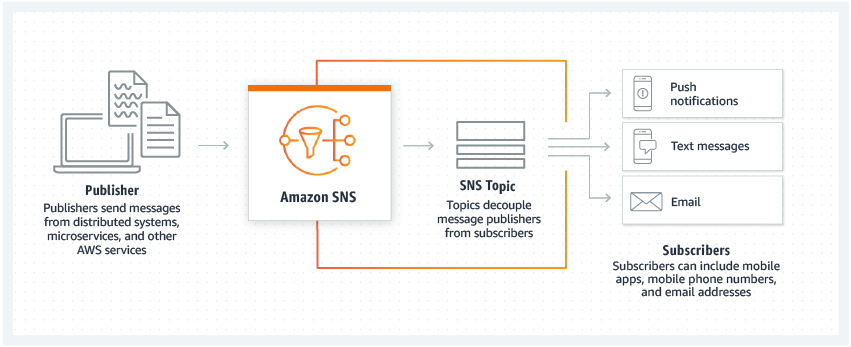 Publisher
Publishers send messages
from distributed systems,
microservices, and other
AWS services
Amazon SNS
SNS Topic
Topics decouple
message publishers
from subscribers
Push
notifications
Text messages
Email
Subscribers
Subscribers can include mobile
apps, mobile phone numbers,
and email addresses